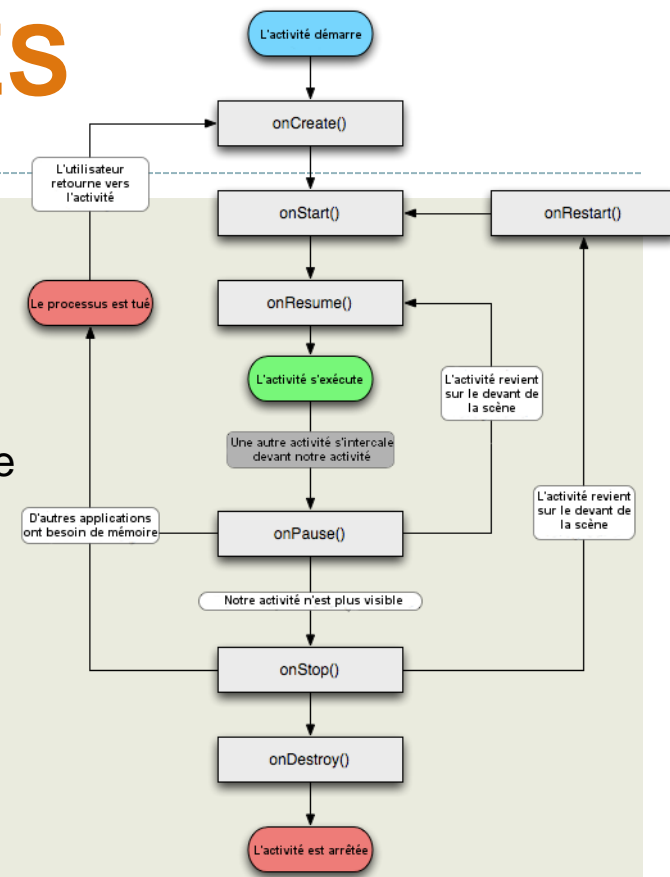 ES
L'activité démarre
onCreate()
L'utilisateur
retourne vers
l'activité
onStart()
onRestart()
Le processus est tué
onResume()
L'activité s'exécute
L'activité revient
sur le devant de
la scène
Une autre activité s'intercale
devant notre activité
e
D'autres applications
ont besoin de mémoire
onPause()
L'activité revient
sur le devant de
la scène
Notre activité n'est plus visible
onStop()
onDestroy()
L'activité est arrêtée